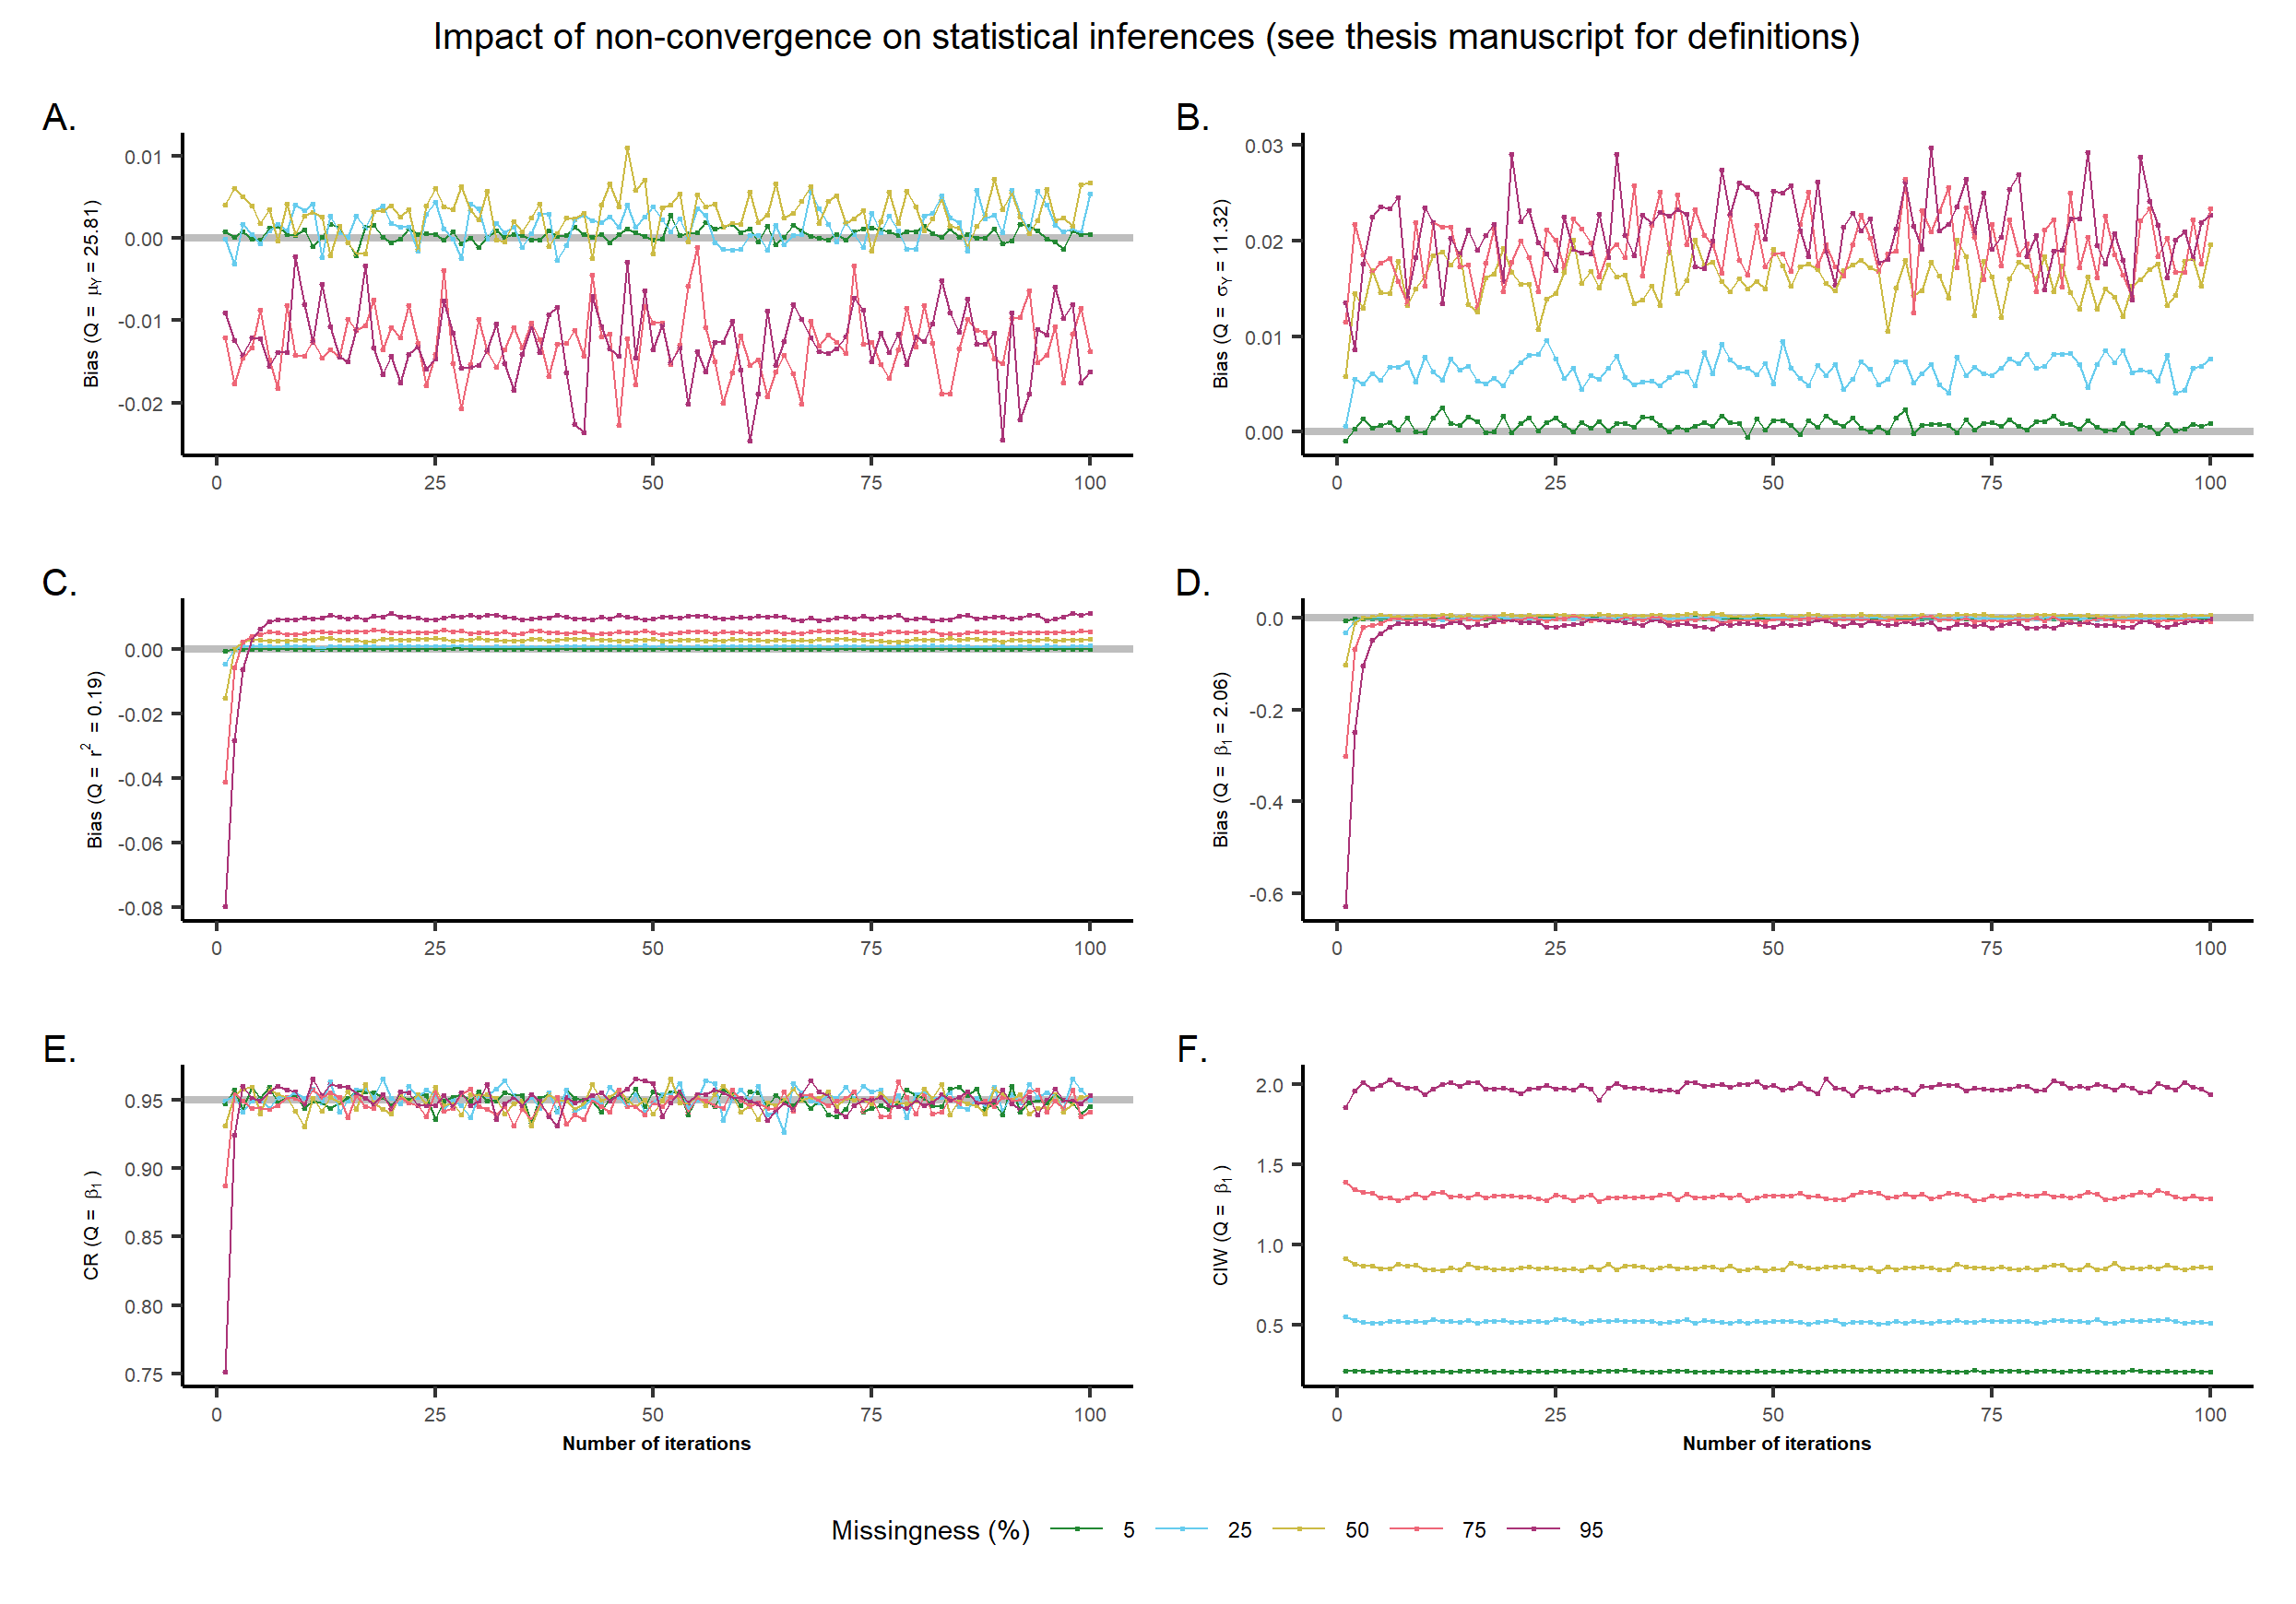 Impact of non-convergence on statistical inferences (see thesis manuscript for definitions)
A.
Bias (Q = μY = 25.81)
0.01
0.00
-0.01
-0.02
0 25 50 75 100
B.
Bias (Q = σY = 11.32)
0.03
0.02
0.01
0.00
0 25 50 75 100
C.
Bias (Q = r² = 0.19)
0.00
-0.02
-0.04
-0.06
-0.08
0 25 50 75 100
D.
Bias (Q = β1 = 2.06)
0.0
-0.2
-0.4
-0.6
0 25 50 75 100
E.
CR (Q = β1 )
0.95
0.90
0.85
0.80
0.75
0 25 50 75 100
Number of iterations
F.
CIW (Q = β1 )
2.0
1.5
1.0
0.5
0 25 50 75 100
Number of iterations
Missingness (%) 5 25 50 75 95